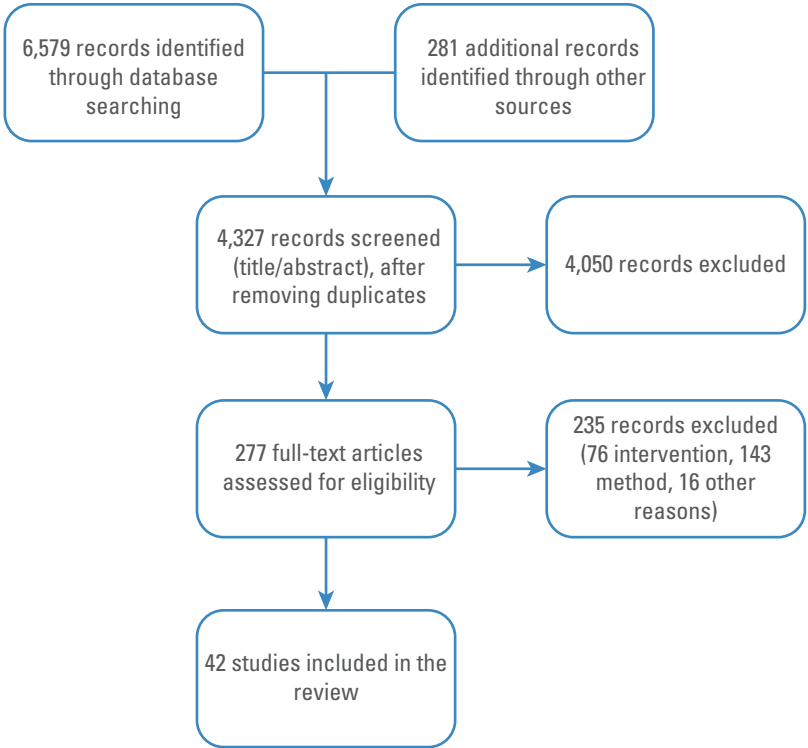 6,579 records identified
through database
searching
281 additional records
identified through other
sources
4,327 records screened
(title/abstract), after
removing duplicates
4,050 records excluded
277 full-text articles
assessed for eligibility
235 records excluded
(76 intervention, 143
method, 16 other
reasons)
42 studies included in the
review